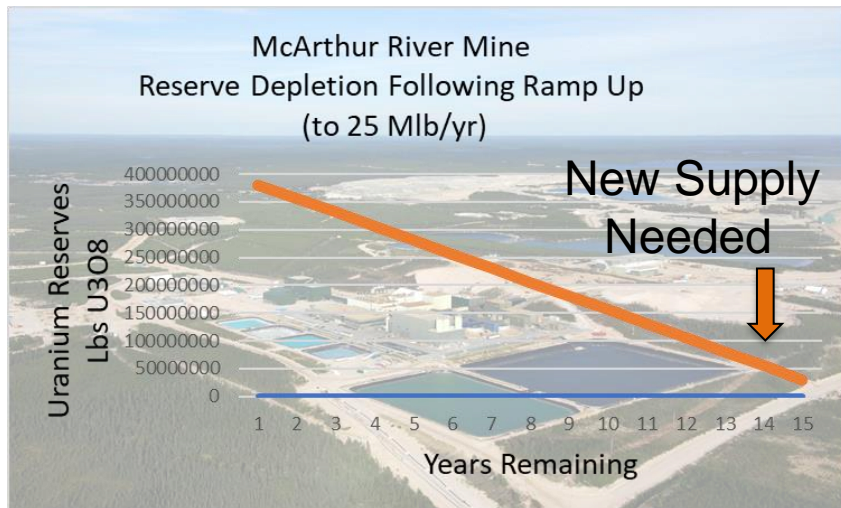 McArthur River Mine
Reserve Depletion Following Ramp Up
(to 25 Mlb/yr)
New Supply
Needed
Uranium Reserves
Lbs U3O8
400000000
350000000
300000000
250000000
200000000
150000000
100000000
50000000
0
1 2 3 4 5 6 7 8 9 10 11 12 13 14 15
Years Remaining